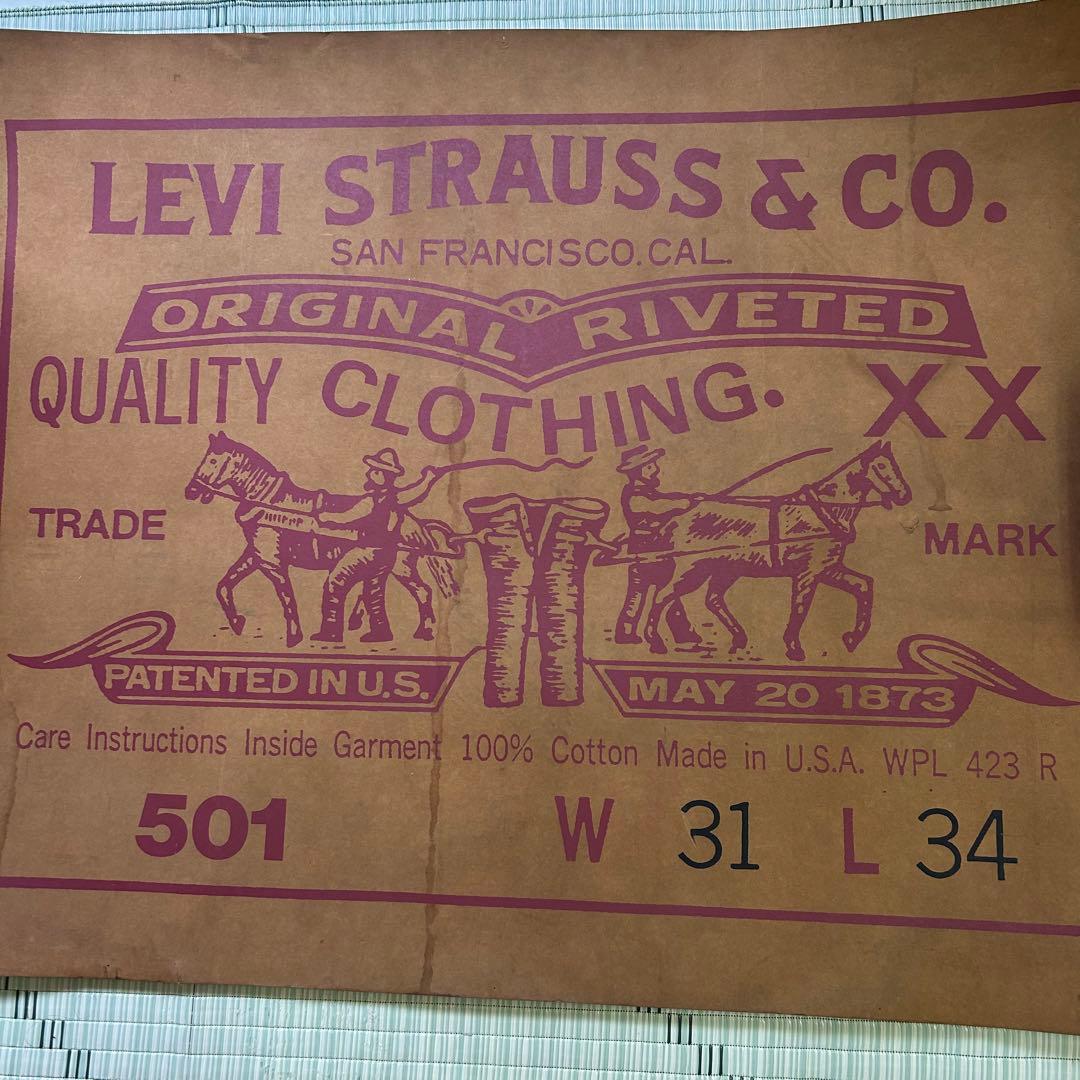 LEVI STRAUSS & CO.
SAN FRANCISCO. CAL.
ORIGINAL RIVETED
QUALITY CLOTHING. XX
TRADE MARK
PATENTED IN U.S. MAY 20 1873
Care Instructions Inside Garment 100% Cotton Made in U.S.A. WPL 423 R
501 W 31 L 34